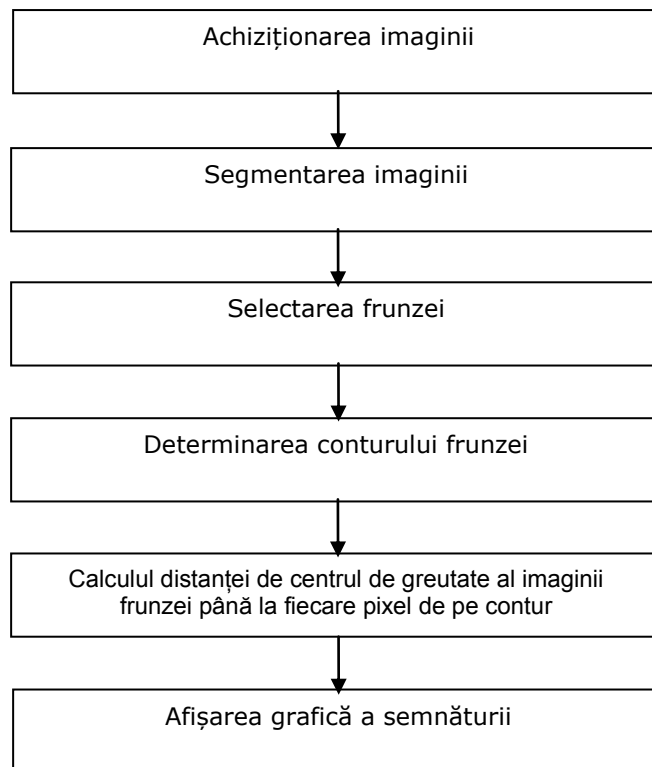 Achiziționarea imaginii
Segmentarea imaginii
Selectarea frunzei
Determinarea conturului frunzei
Calculul distanței de centrul de greutate al imaginii
frunzei până la fiecare pixel de pe contur
Afișarea grafică a semnăturii